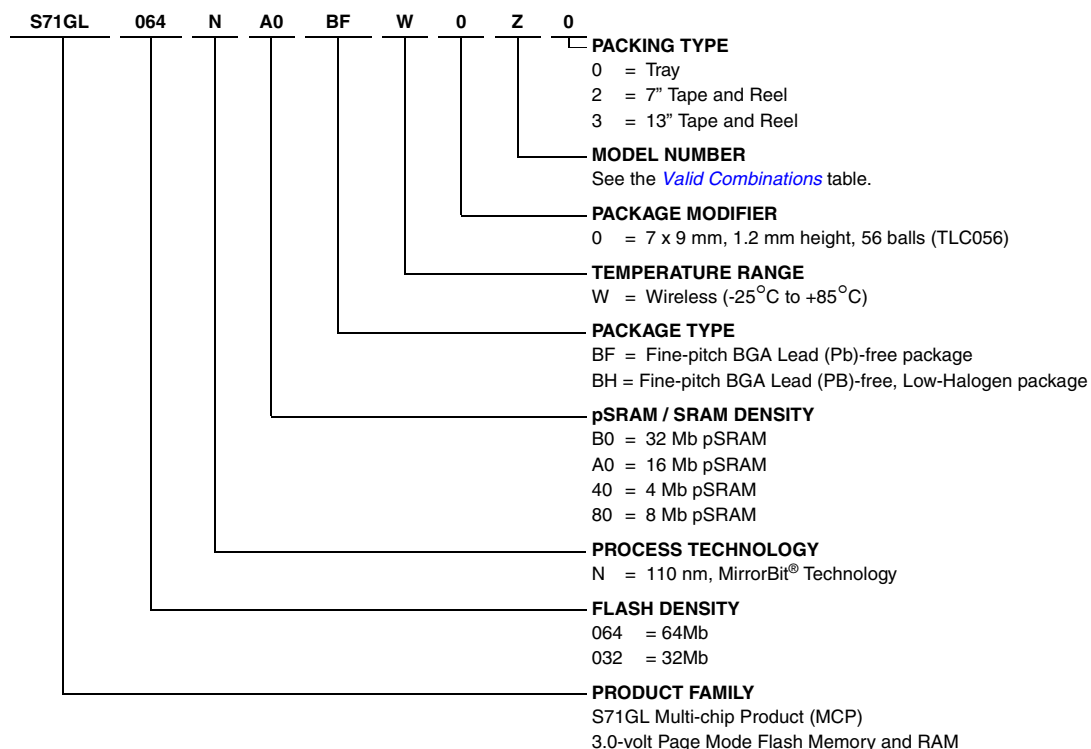 S71GL 064 N A0 BF W 0 Z 0
PACKING TYPE
0 = Tray
2 = 7” Tape and Reel
3 = 13” Tape and Reel
MODEL NUMBER
See the Valid Combinations table.
PACKAGE MODIFIER
0 = 7 x 9 mm, 1.2 mm height, 56 balls (TLC056)
TEMPERATURE RANGE
W = Wireless (-25°C to +85°C)
PACKAGE TYPE
BF = Fine-pitch BGA Lead (Pb)-free package
BH = Fine-pitch BGA Lead (PB)-free, Low-Halogen package
pSRAM / SRAM DENSITY
B0 = 32 Mb pSRAM
A0 = 16 Mb pSRAM
40 = 4 Mb pSRAM
80 = 8 Mb pSRAM
PROCESS TECHNOLOGY
N = 110 nm, MirrorBit® Technology
FLASH DENSITY
064 = 64Mb
032 = 32Mb
PRODUCT FAMILY
S71GL Multi-chip Product (MCP)
3.0-volt Page Mode Flash Memory and RAM